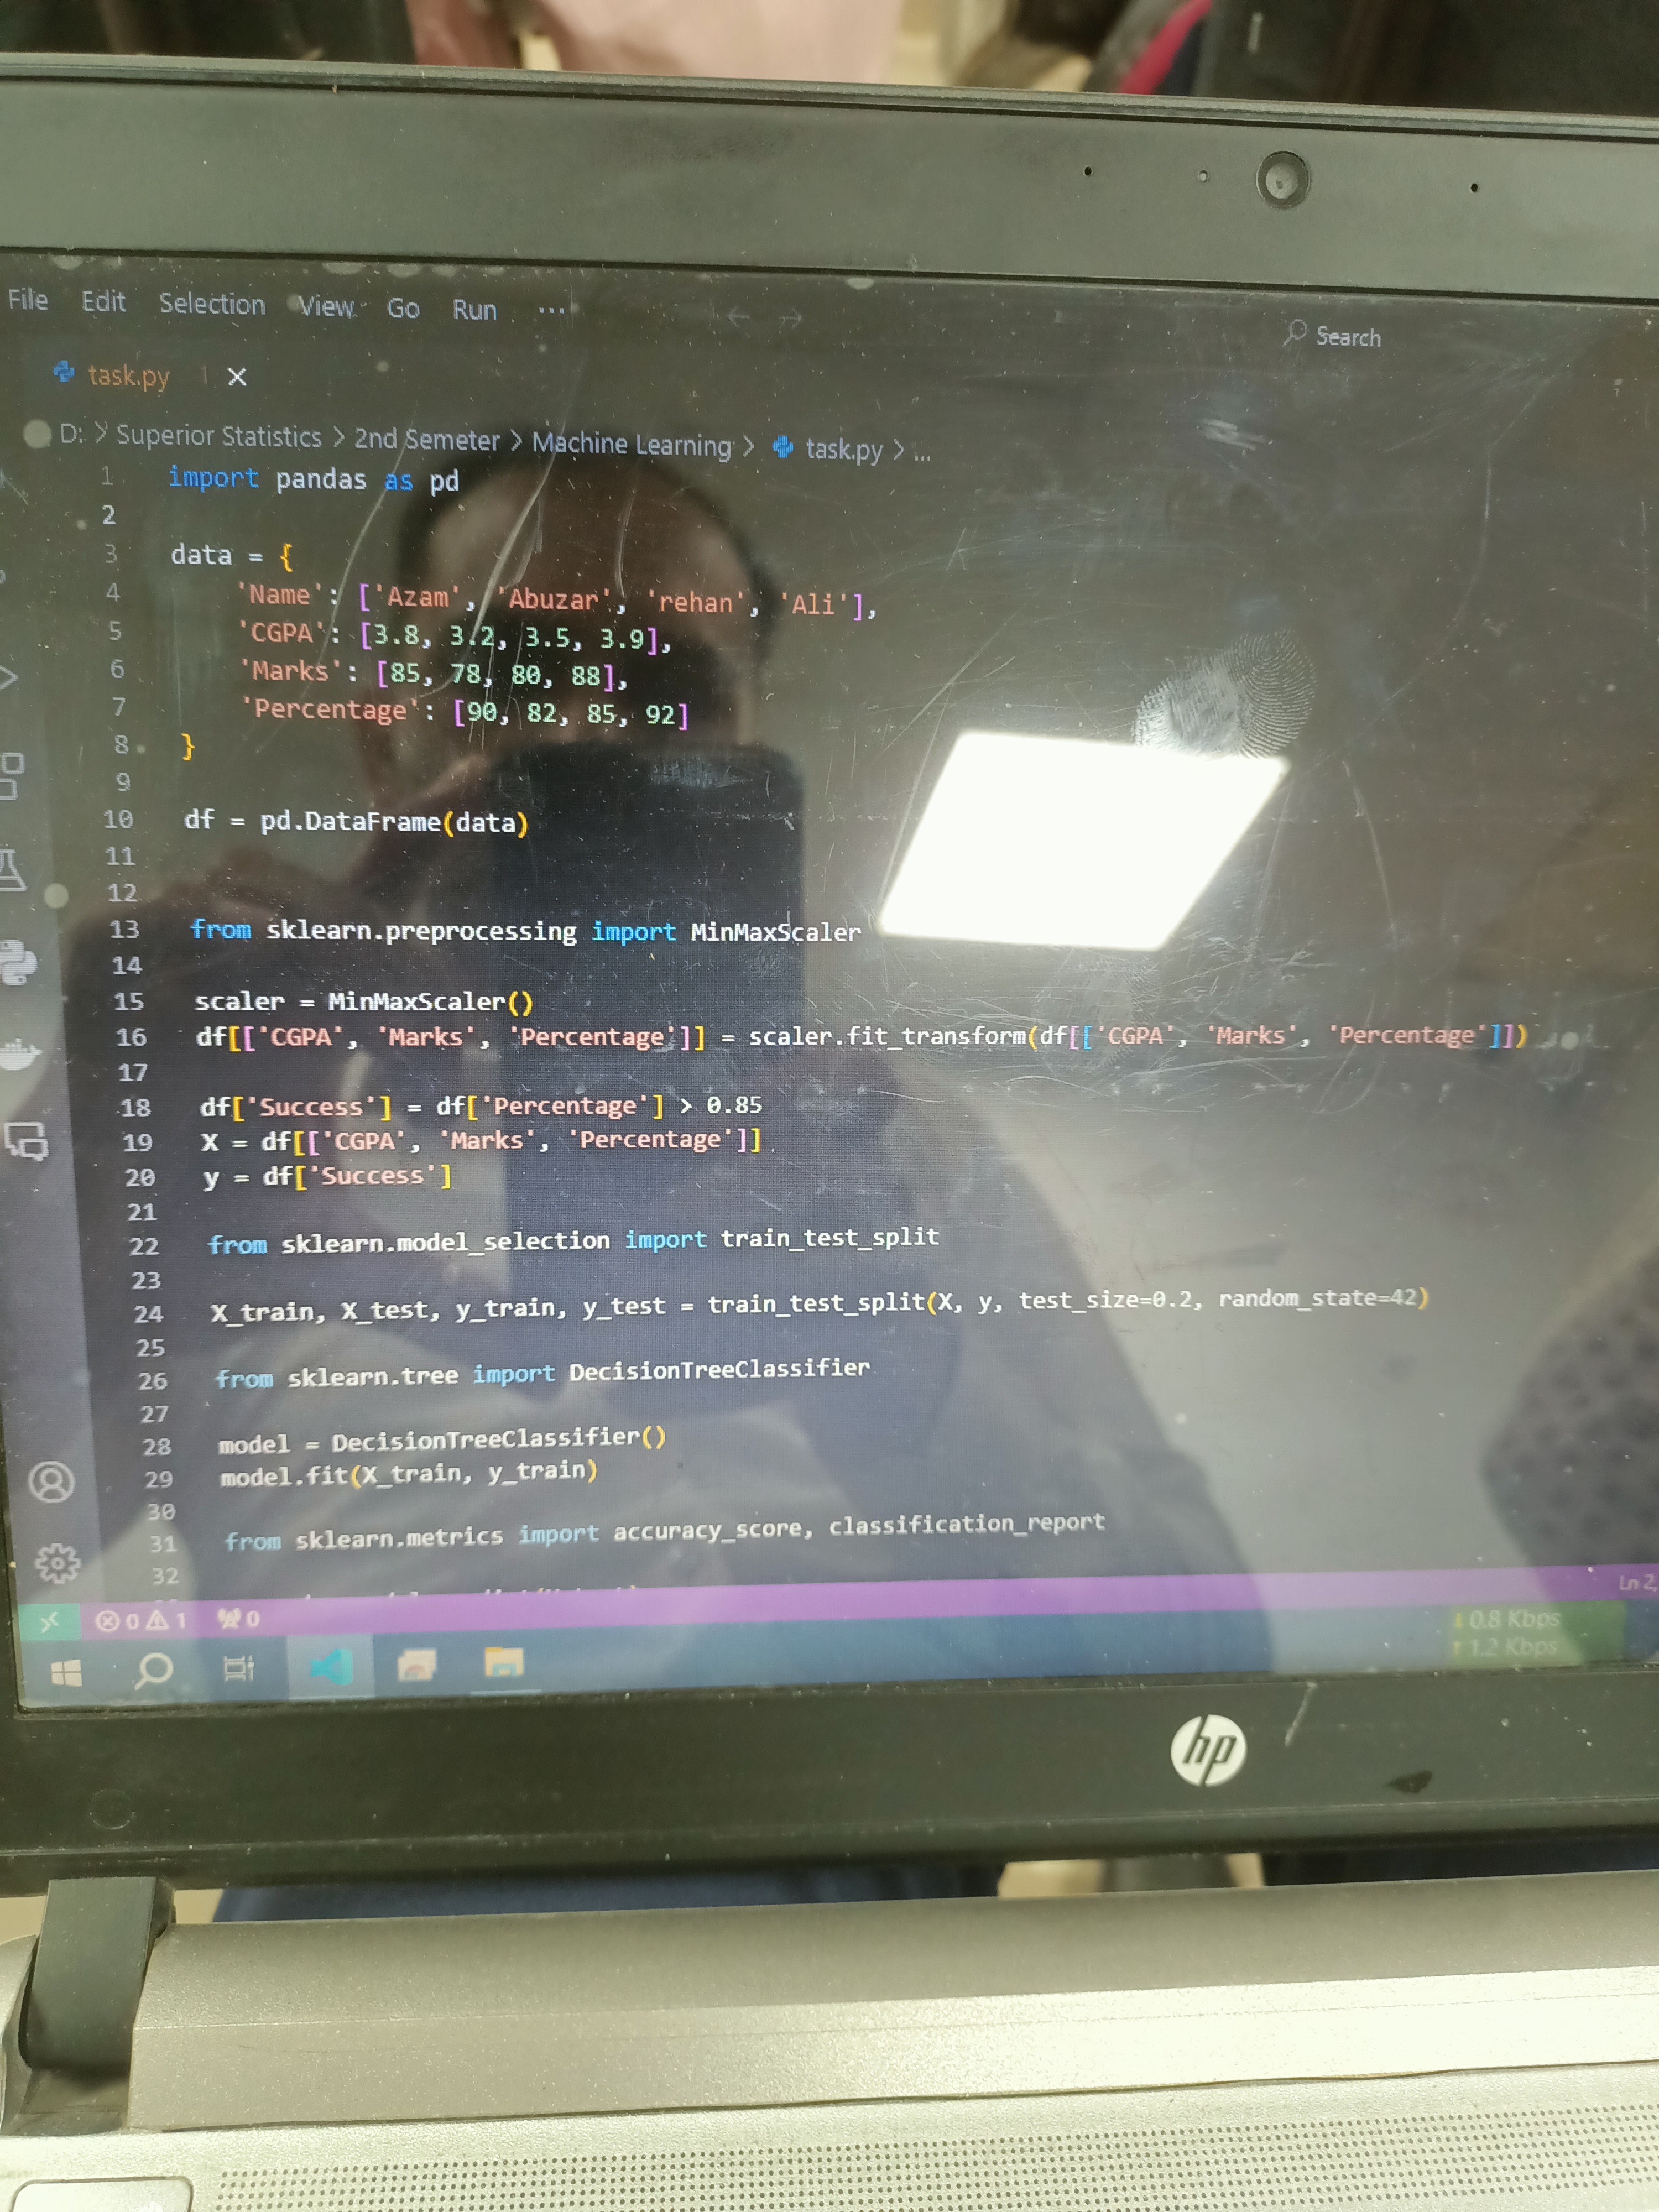 File Edit Selection View Go Run ...
Search
task.py 1 ×
D: > Superior Statistics > 2nd Semeter > Machine Learning > task.py > ...
1 import pandas as pd
2
3 data = {
4 'Name': ['Azam', 'Abuzar', 'rehan', 'Ali'],
5 'CGPA': [3.8, 3.2, 3.5, 3.9],
6 'Marks': [85, 78, 80, 88],
7 'Percentage': [90, 82, 85, 92]
8 }
9
10 df = pd.DataFrame(data)
11
12
13 from sklearn.preprocessing import MinMaxScaler
14
15 scaler = MinMaxScaler()
16 df[['CGPA', 'Marks', 'Percentage']] = scaler.fit_transform(df[['CGPA', 'Marks', 'Percentage']])
17
18 df['Success'] = df['Percentage'] > 0.85
19 X = df[['CGPA', 'Marks', 'Percentage']]
20 y = df['Success']
21
22 from sklearn.model_selection import train_test_split
23
24 X_train, X_test, y_train, y_test = train_test_split(X, y, test_size=0.2, random_state=42)
25
26 from sklearn.tree import DecisionTreeClassifier
27
28 model = DecisionTreeClassifier()
29 model.fit(X_train, y_train)
30
31 from sklearn.metrics import accuracy_score, classification_report
32
0 1 0
Ln 2,
0.8 Kbps
1.2 Kbps
hp